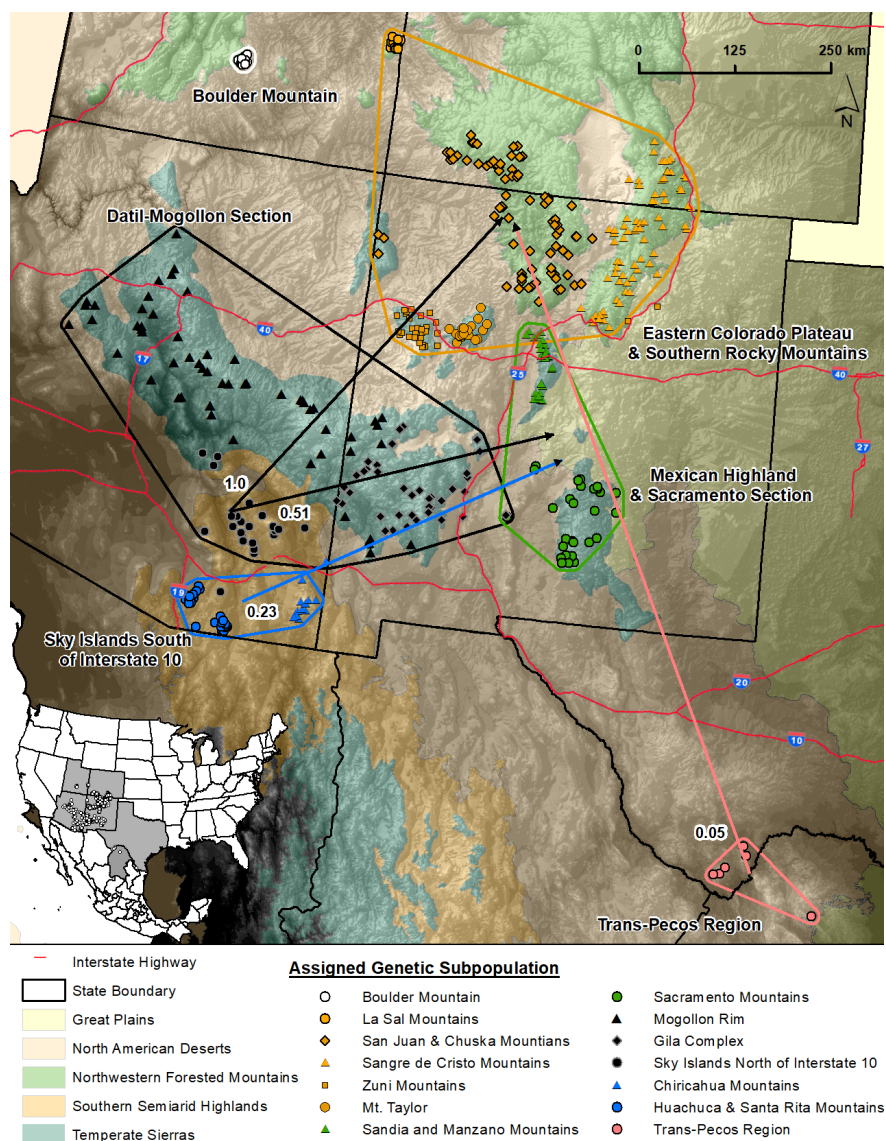 0 125 250 km
N
Boulder Mountain
Datil-Mogollon Section
40
17
Eastern Colorado Plateau
& Southern Rocky Mountains
25
40
27
Mexican Highland
& Sacramento Section
1.0
0.51
19
0.23
Sky Islands South
of Interstate 10
20
10
0.05
Trans-Pecos Region
Interstate Highway
State Boundary
Great Plains
North American Deserts
Northwestern Forested Mountains
Southern Semiarid Highlands
Temperate Sierras
Assigned Genetic Subpopulation
Boulder Mountain
La Sal Mountains
San Juan & Chuska Mountians
Sangre de Cristo Mountains
Zuni Mountains
Mt. Taylor
Sandia and Manzano Mountains
Sacramento Mountains
Mogollon Rim
Gila Complex
Sky Islands North of Interstate 10
Chiricahua Mountains
Huachuca & Santa Rita Mountains
Trans-Pecos Region